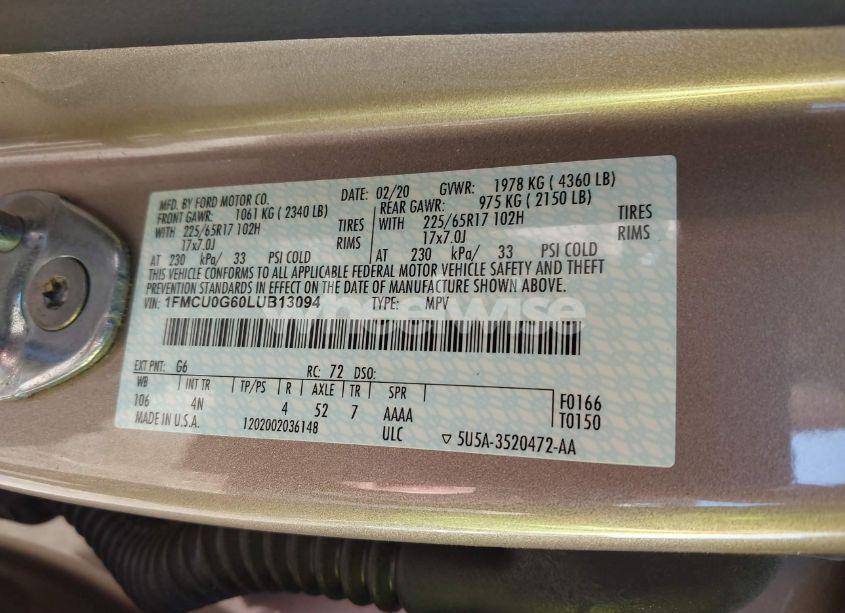 MFD. BY FORD MOTOR CO. DATE: 02/20 GVWR: 1978 KG ( 4360 LB)
FRONT GAWR: 1061 KG ( 2340 LB) REAR GAWR: 975 KG ( 2150 LB)
WITH 225/65R17 102H TIRES WITH 225/65R17 102H TIRES
17x7.0J RIMS 17x7.0J RIMS
AT 230 kPa/ 33 PSI COLD AT 230 kPa/ 33 PSI COLD
THIS VEHICLE CONFORMS TO ALL APPLICABLE FEDERAL MOTOR VEHICLE SAFETY AND THEFT
PREVENTION STANDARDS IN EFFECT ON THE DATE OF MANUFACTURE SHOWN ABOVE.
VIN: 1FMCU0G60LUB13094 TYPE: MPV
wheelwise
EXT PNT: G6 RC: 72 DSO:
WB INT TR TP/PS R AXLE TR SPR
106 4N 4 52 7 AAAA F0166
MADE IN U.S.A. 1202002036148 ULC T0150
5U5A-3520472-AA